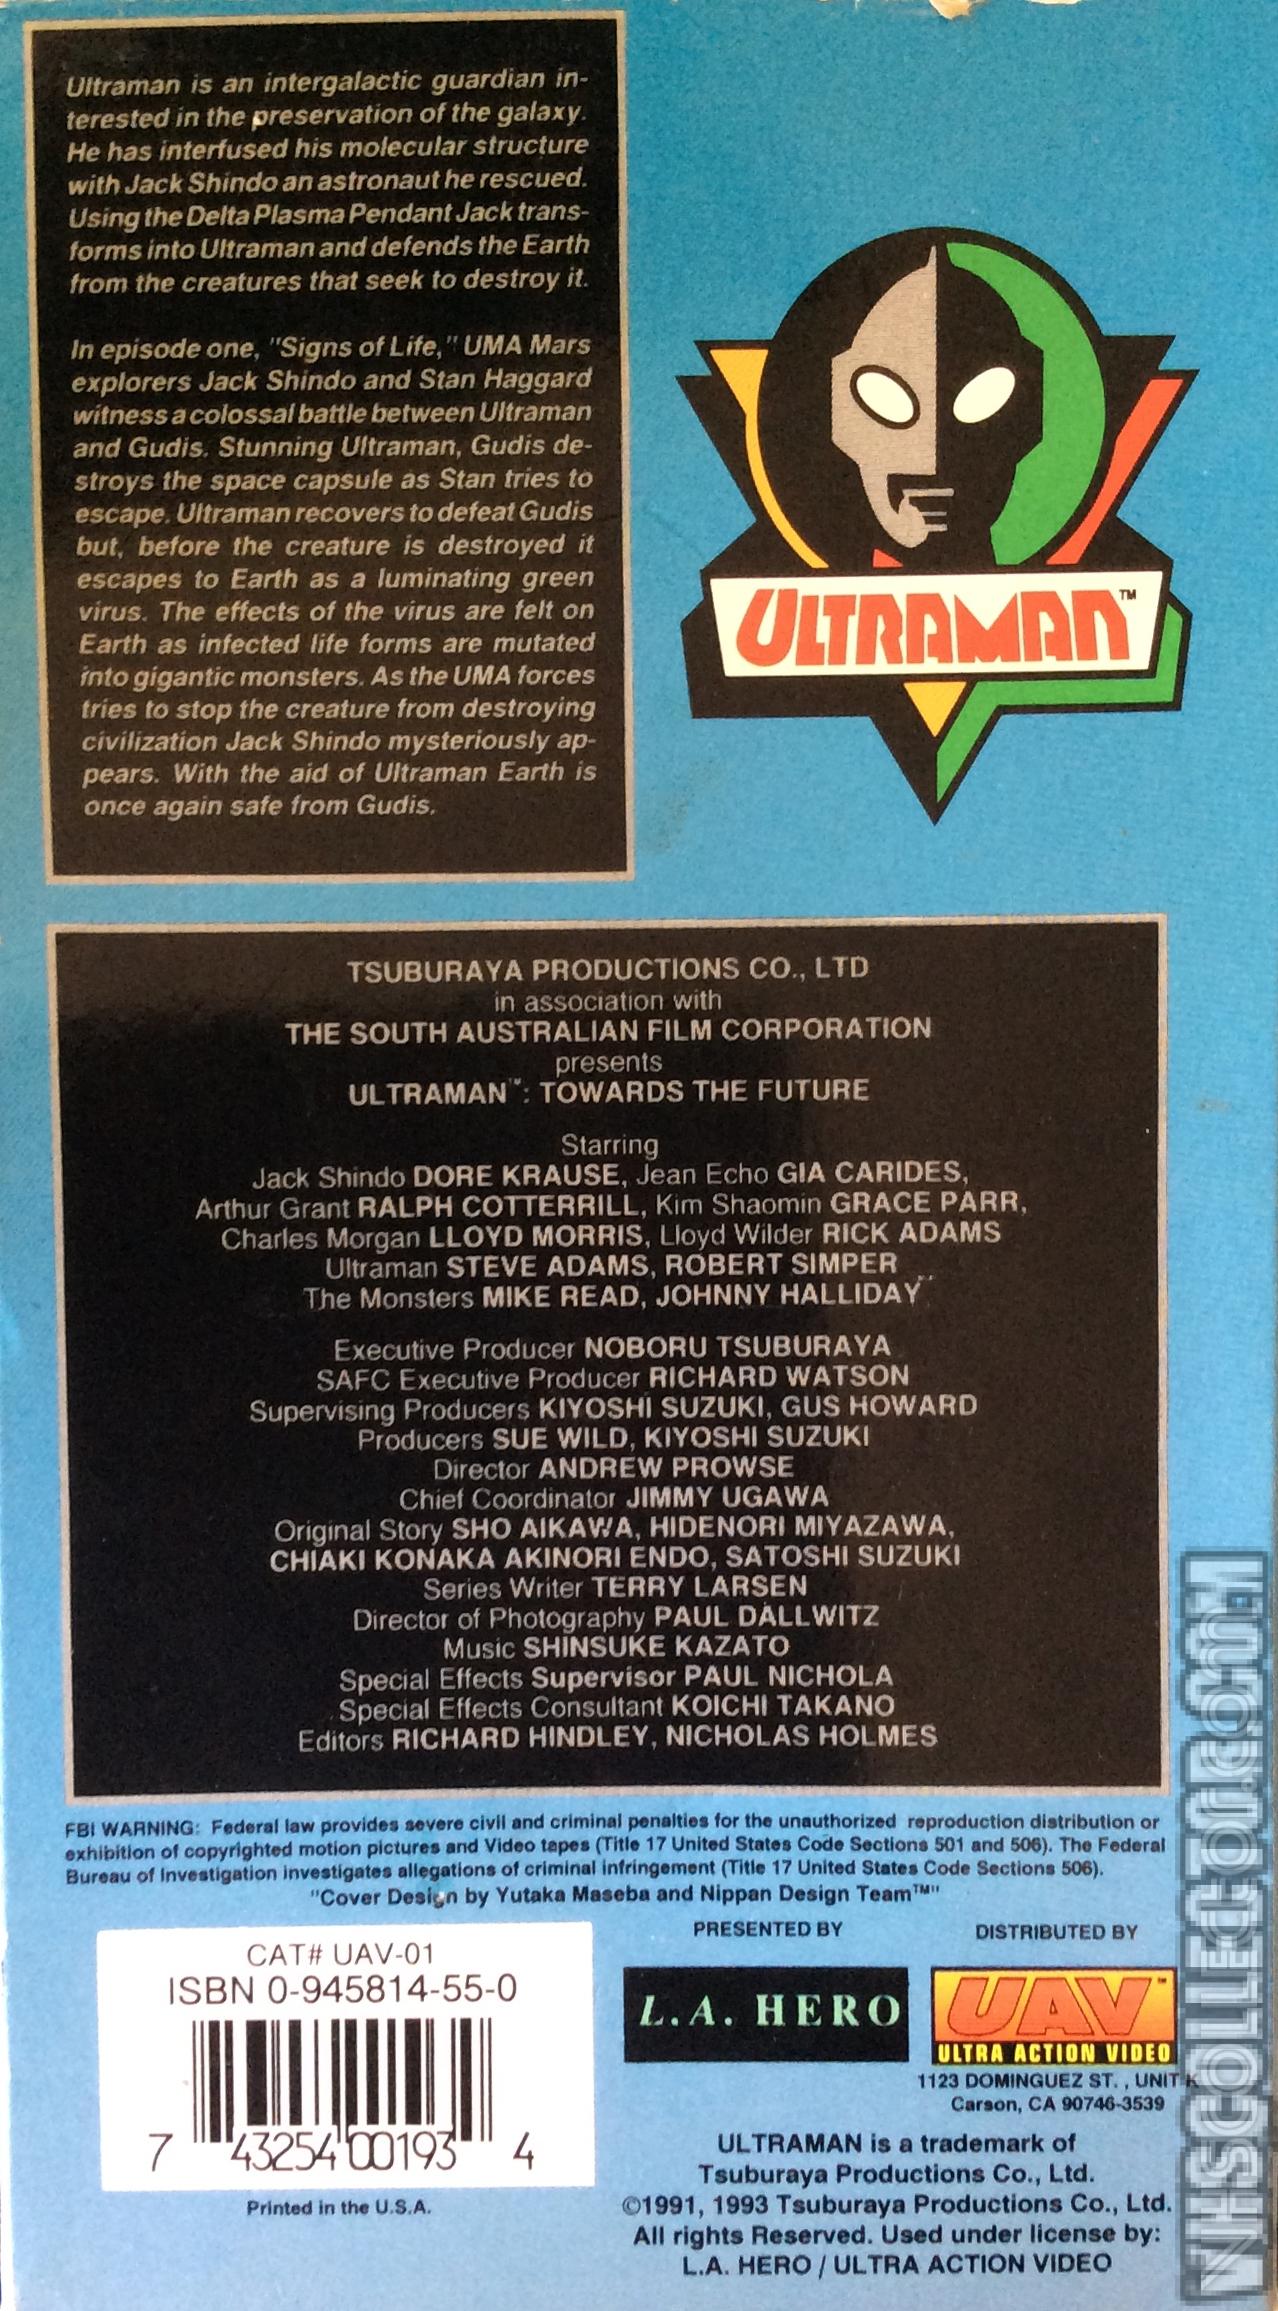 Ultraman is an intergalactic guardian in-
terested in the preservation of the galaxy.
He has interfused his molecular structure
with Jack Shindo an astronaut he rescued.
Using the Delta Plasma Pendant Jack trans-
forms into Ultraman and defends the Earth
from the creatures that seek to destroy it.
In episode one, "Signs of Life," UMA Mars
explorers Jack Shindo and Stan Haggard
witness a colossal battle between Ultraman
and Gudis. Stunning Ultraman, Gudis de-
stroys the space capsule as Stan tries to
escape. Ultraman recovers to defeat Gudis
but, before the creature is destroyed it
escapes to Earth as a luminating green
virus. The effects of the virus are felt on
Earth as infected life forms are mutated
into gigantic monsters. As the UMA forces
tries to stop the creature from destroying
civilization Jack Shindo mysteriously ap-
pears. With the aid of Ultraman Earth is
once again safe from Gudis.
ULTRAMAN™
TSUBURAYA PRODUCTIONS CO., LTD
in association with
THE SOUTH AUSTRALIAN FILM CORPORATION
presents
ULTRAMAN™: TOWARDS THE FUTURE
Starring
Jack Shindo DORE KRAUSE, Jean Echo GIA CARIDES,
Arthur Grant RALPH COTTERRILL, Kim Shaomin GRACE PARR,
Charles Morgan LLOYD MORRIS, Lloyd Wilder RICK ADAMS
Ultraman STEVE ADAMS, ROBERT SIMPER
The Monsters MIKE READ, JOHNNY HALLIDAY
Executive Producer NOBORU TSUBURAYA
SAFC Executive Producer RICHARD WATSON
Supervising Producers KIYOSHI SUZUKI, GUS HOWARD
Producers SUE WILD, KIYOSHI SUZUKI
Director ANDREW PROWSE
Chief Coordinator JIMMY UGAWA
Original Story SHO AIKAWA, HIDENORI MIYAZAWA,
CHIAKI KONAKA AKINORI ENDO, SATOSHI SUZUKI
Series Writer TERRY LARSEN
Director of Photography PAUL DALLWITZ
Music SHINSUKE KAZATO
Special Effects Supervisor PAUL NICHOLA
Special Effects Consultant KOICHI TAKANO
Editors RICHARD HINDLEY, NICHOLAS HOLMES
FBI WARNING: Federal law provides severe civil and criminal penalties for the unauthorized reproduction distribution or
exhibition of copyrighted motion pictures and Video tapes (Title 17 United States Code Sections 501 and 506). The Federal
Bureau of Investigation investigates allegations of criminal infringement (Title 17 United States Code Sections 506).
"Cover Design by Yutaka Maseba and Nippan Design Team™"
CAT# UAV-01
ISBN 0-945814-55-0
7 43254 00193 4
Printed in the U.S.A.
PRESENTED BY
L.A. HERO
DISTRIBUTED BY
UAV™
ULTRA ACTION VIDEO
1123 DOMINGUEZ ST. , UNIT K
Carson, CA 90746-3539
ULTRAMAN is a trademark of
Tsuburaya Productions Co., Ltd.
©1991, 1993 Tsuburaya Productions Co., Ltd.
All rights Reserved. Used under license by:
L.A. HERO / ULTRA ACTION VIDEO
VHSCOLLECTOR.COM